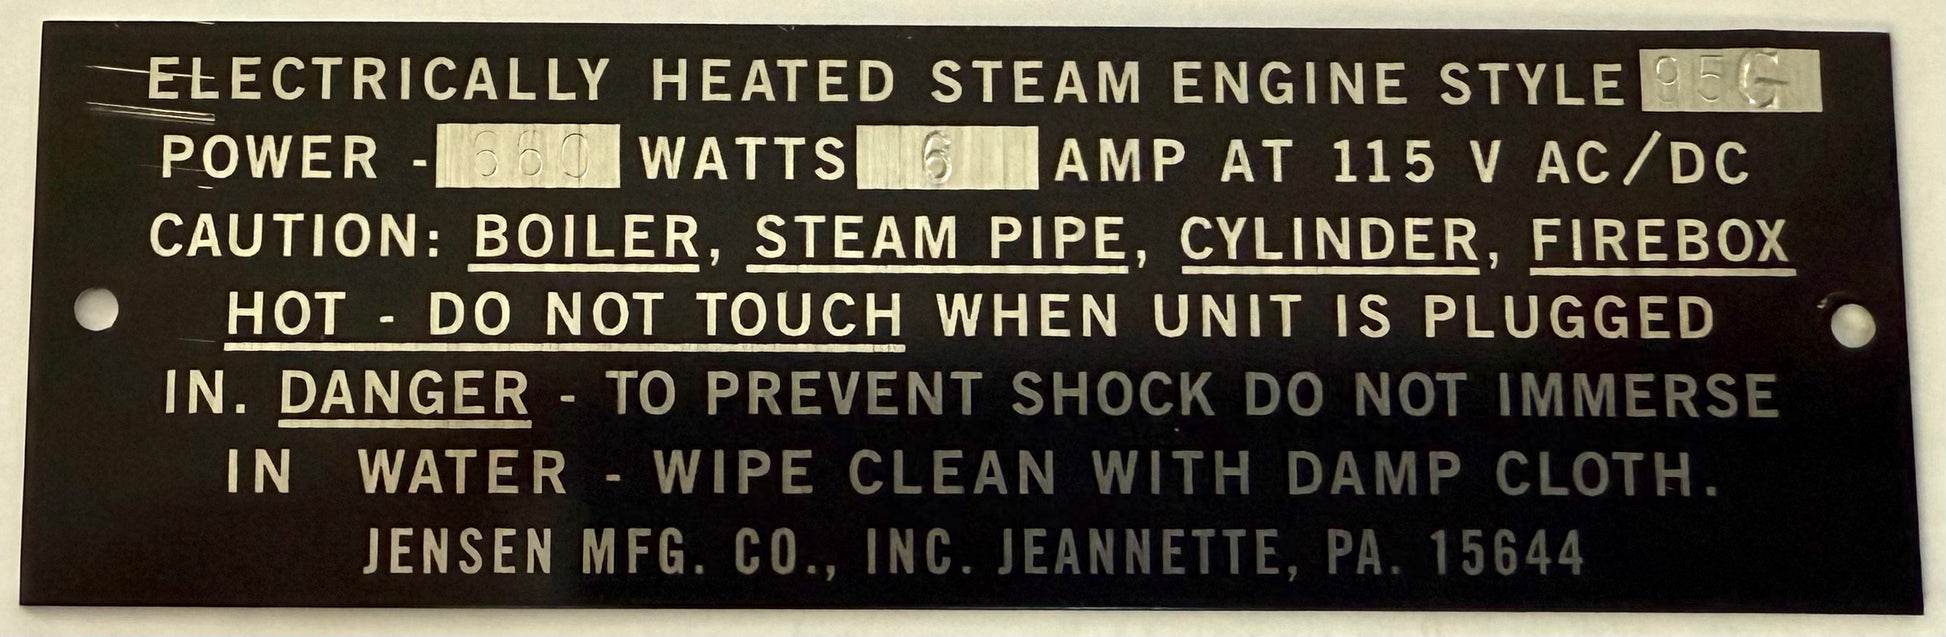 ELECTRICALLY HEATED STEAM ENGINE STYLE 95G
POWER - 660 WATTS 6 AMP AT 115 V AC/DC
CAUTION: BOILER, STEAM PIPE, CYLINDER, FIREBOX
HOT - DO NOT TOUCH WHEN UNIT IS PLUGGED
IN. DANGER - TO PREVENT SHOCK DO NOT IMMERSE
IN WATER - WIPE CLEAN WITH DAMP CLOTH.
JENSEN MFG. CO., INC. JEANNETTE, PA. 15644